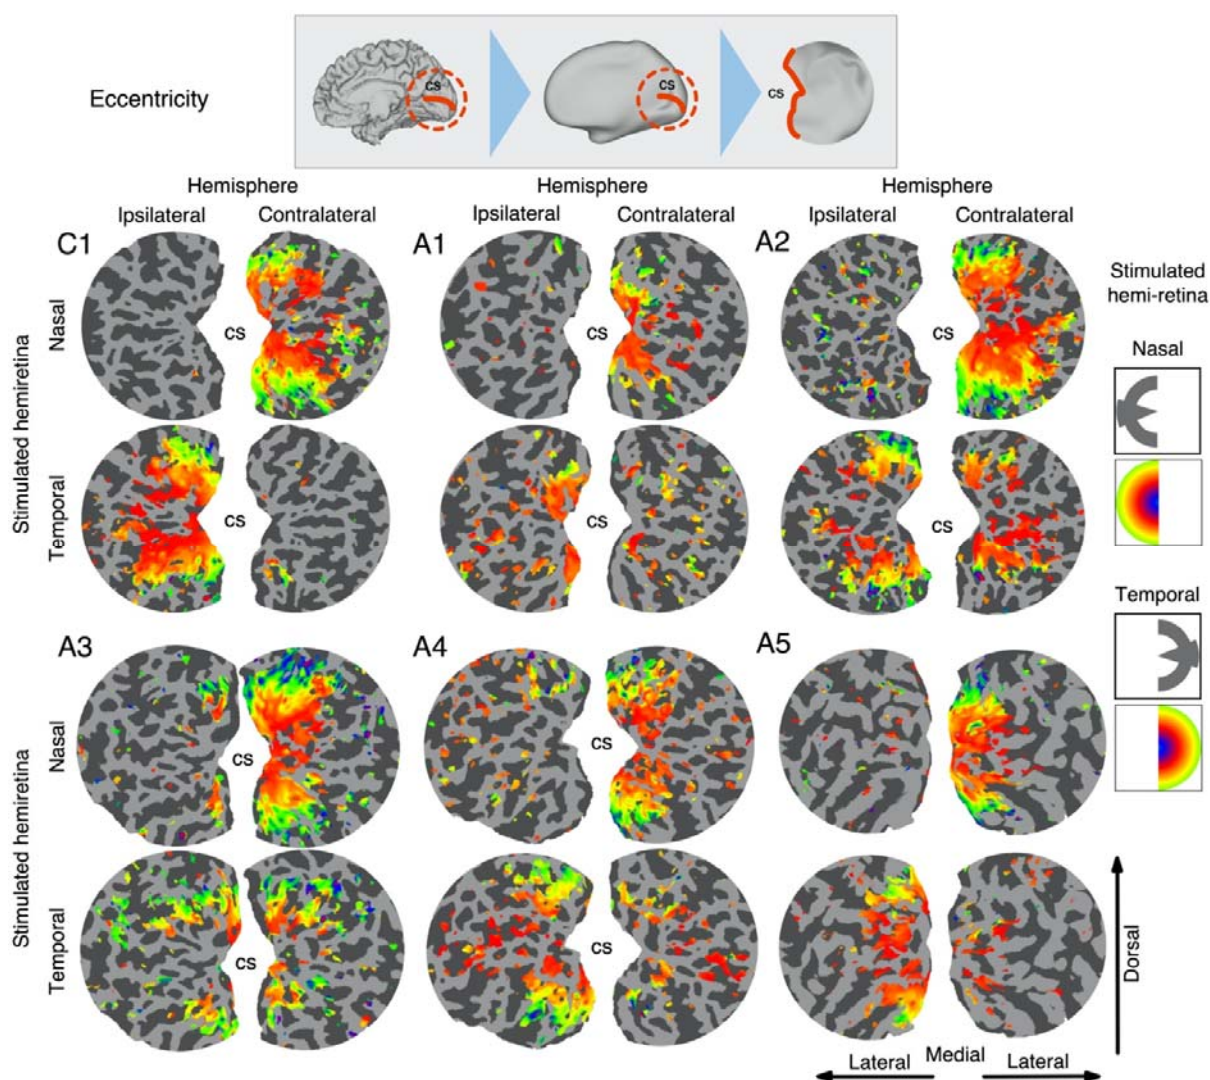 Eccentricity
cs
cs
cs
Hemisphere
Hemisphere
Hemisphere
Ipsilateral
Contralateral
Ipsilateral
Contralateral
Ipsilateral
Contralateral
C1
A1
A2
Stimulated
hemi-retina
Stimulated hemiretina
Nasal
cs
cs
cs
Nasal
Temporal
cs
cs
cs
Temporal
A3
A4
A5
Stimulated hemiretina
Nasal
cs
cs
Temporal
cs
cs
Dorsal
Lateral
Medial
Lateral